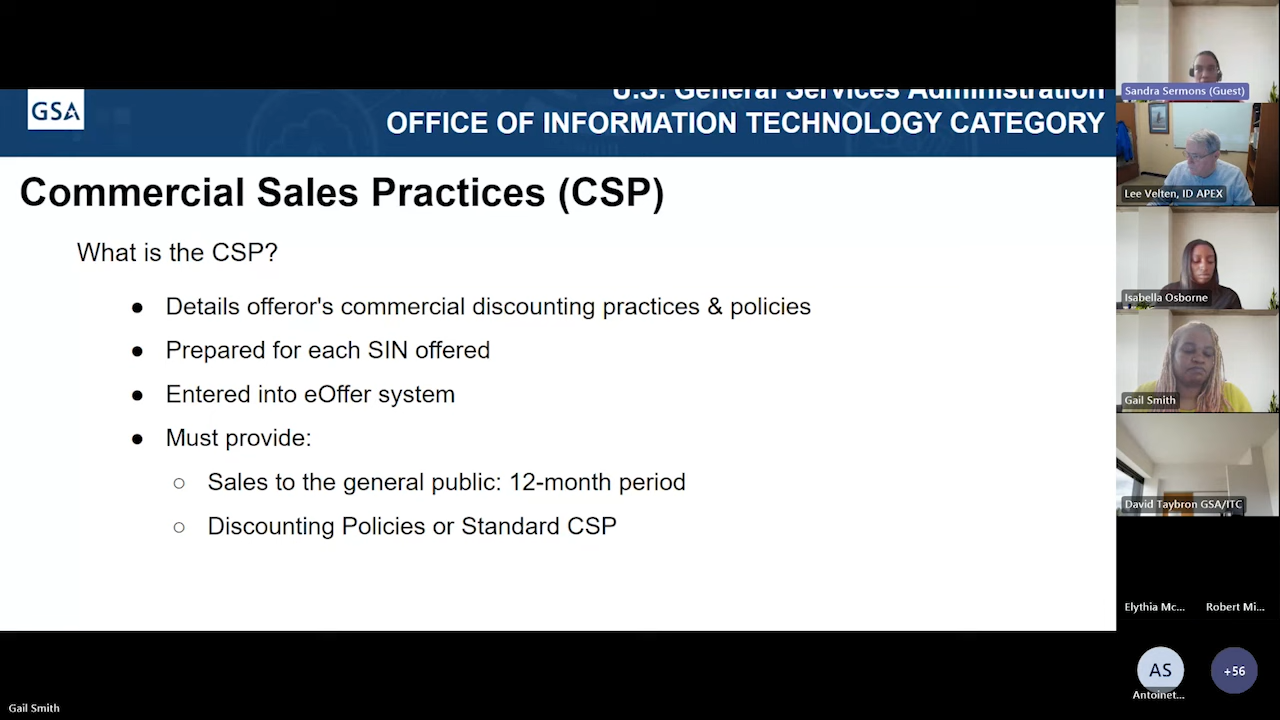 U.S. General Services Administration
GSA
OFFICE OF INFORMATION TECHNOLOGY CATEGORY
Commercial Sales Practices (CSP)
What is the CSP?
● Details offeror's commercial discounting practices & policies
● Prepared for each SIN offered
● Entered into eOffer system
● Must provide:
○ Sales to the general public: 12-month period
○ Discounting Policies or Standard CSP
Sandra Sermons (Guest)
Lee Velten, ID APEX
Isabella Osborne
Gail Smith
David Taybron GSA/ITC
Elythia Mc...
Robert Mi...
AS
+56
Antoinet...
Gail Smith